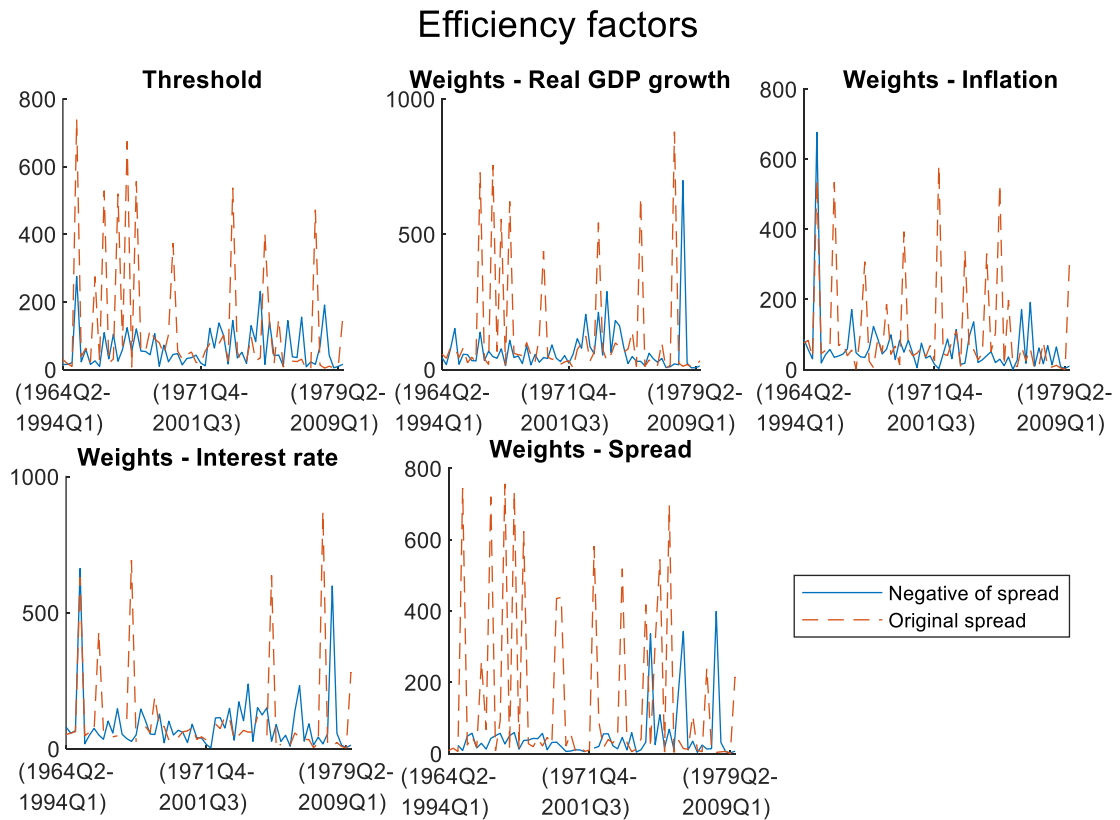 Efficiency factors
Threshold
800
600
400
200
0
(1964Q2-
1994Q1)
(1971Q4-
2001Q3)
(1979Q2-
2009Q1)
Weights - Real GDP growth
1000
500
0
(1964Q2-
1994Q1)
(1971Q4-
2001Q3)
(1979Q2-
2009Q1)
Weights - Inflation
800
600
400
200
0
(1964Q2-
1994Q1)
(1971Q4-
2001Q3)
(1979Q2-
2009Q1)
Weights - Interest rate
1000
500
0
(1964Q2-
1994Q1)
(1971Q4-
2001Q3)
(1979Q2-
2009Q1)
Weights - Spread
800
600
400
200
0
(1964Q2-
1994Q1)
(1971Q4-
2001Q3)
(1979Q2-
2009Q1)
Negative of spread
Original spread